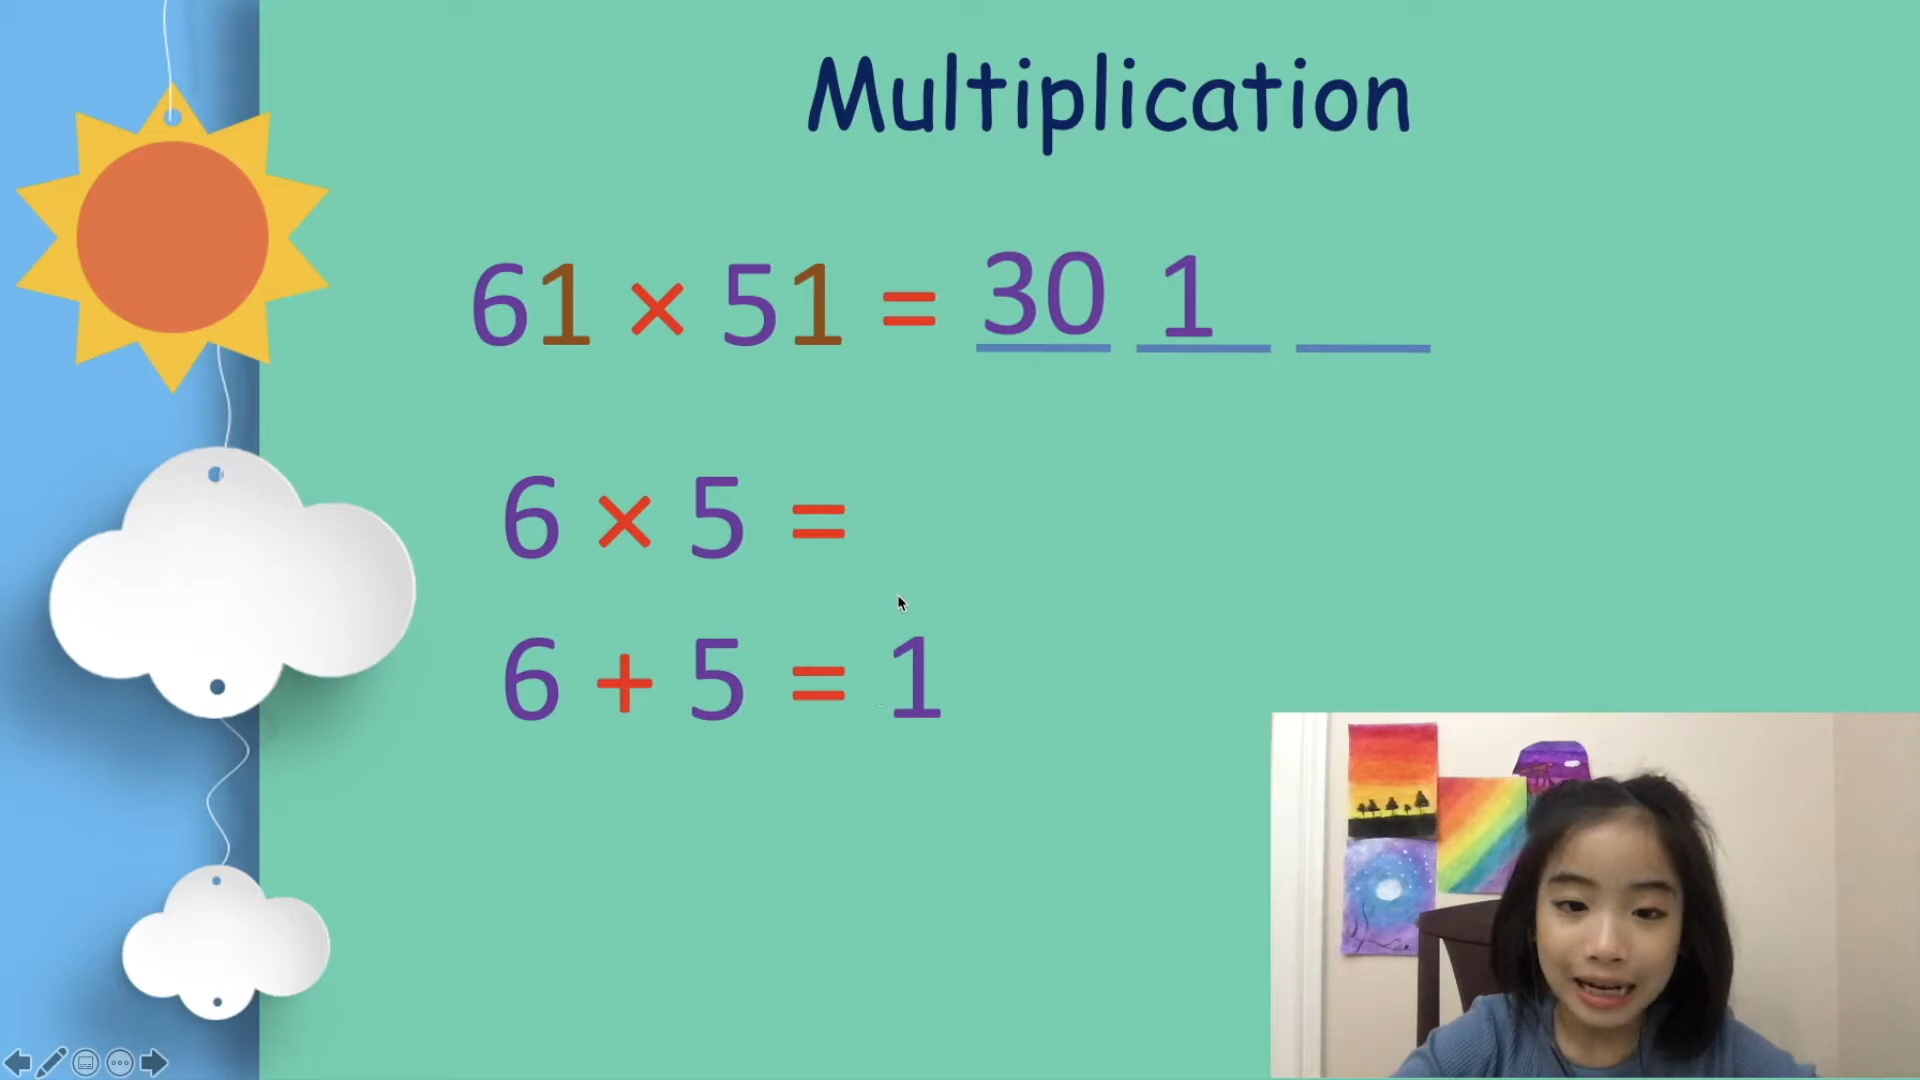 Multiplication
61 × 51 = 30 1
6 × 5 =
6 + 5 = 1